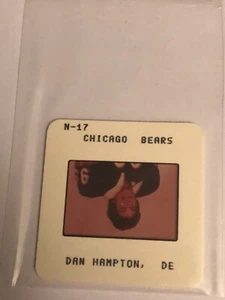 N-17
CHICAGO BEARS
DAN HAMPTON, DE